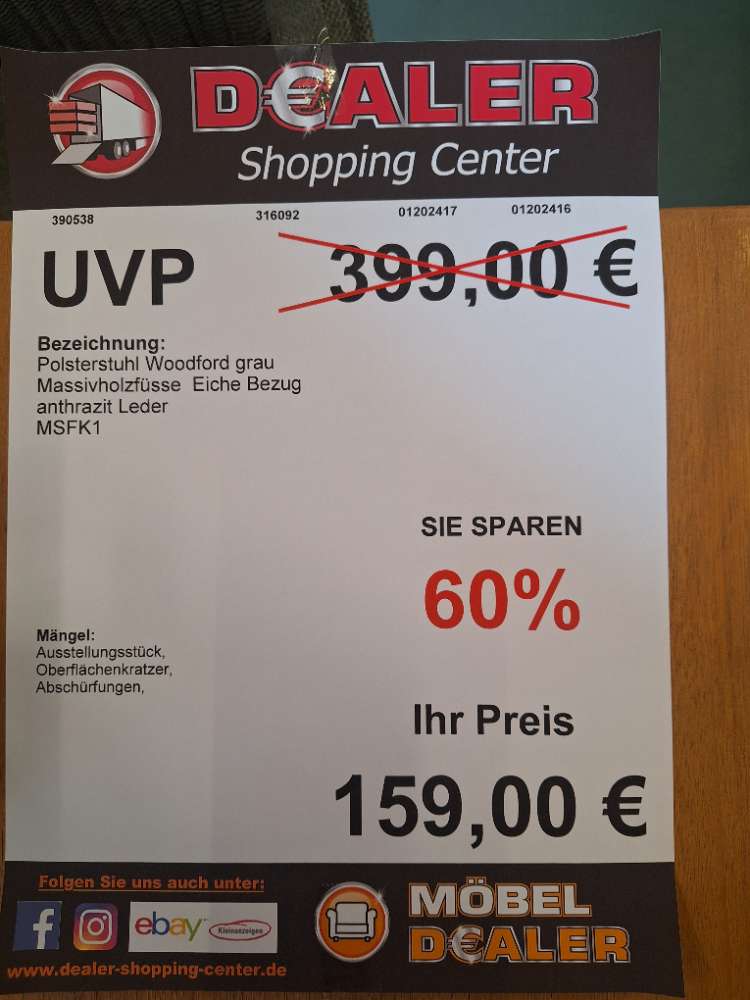 D€ALER
Shopping Center
390538 316092 01202417 01202416
UVP 399,00 €
Bezeichnung:
Polsterstuhl Woodford grau
Massivholzfüsse Eiche Bezug
anthrazit Leder
MSFK1
SIE SPAREN
60%
Mängel:
Ausstellungsstück,
Oberflächenkratzer,
Abschürfungen,
Ihr Preis
159,00 €
Folgen Sie uns auch unter:
f
ebay Kleinanzeigen
www.dealer-shopping-center.de
MÖBEL
D€ALER